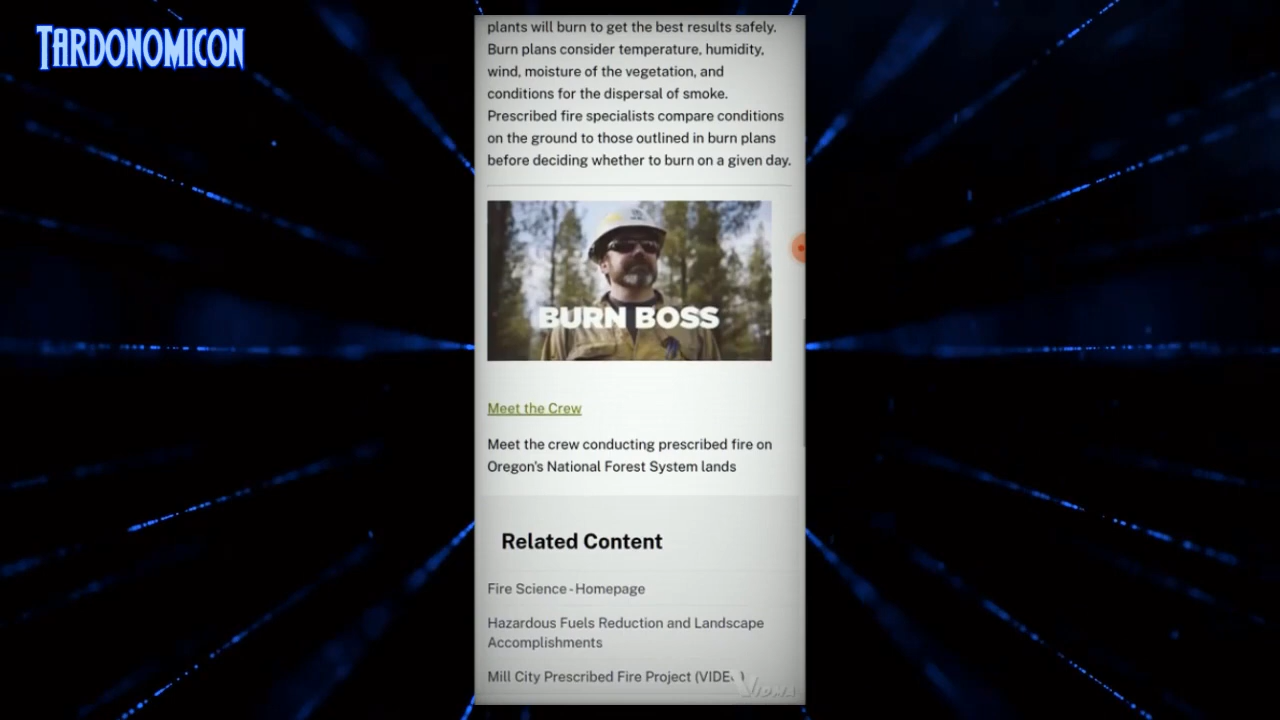 TARDONOMICON
plants will burn to get the best results safely.
Burn plans consider temperature, humidity,
wind, moisture of the vegetation, and
conditions for the dispersal of smoke.
Prescribed fire specialists compare conditions
on the ground to those outlined in burn plans
before deciding whether to burn on a given day.
BURN BOSS
Meet the Crew
Meet the crew conducting prescribed fire on
Oregon's National Forest System lands
Related Content
Fire Science - Homepage
Hazardous Fuels Reduction and Landscape
Accomplishments
Mill City Prescribed Fire Project
VIDMA